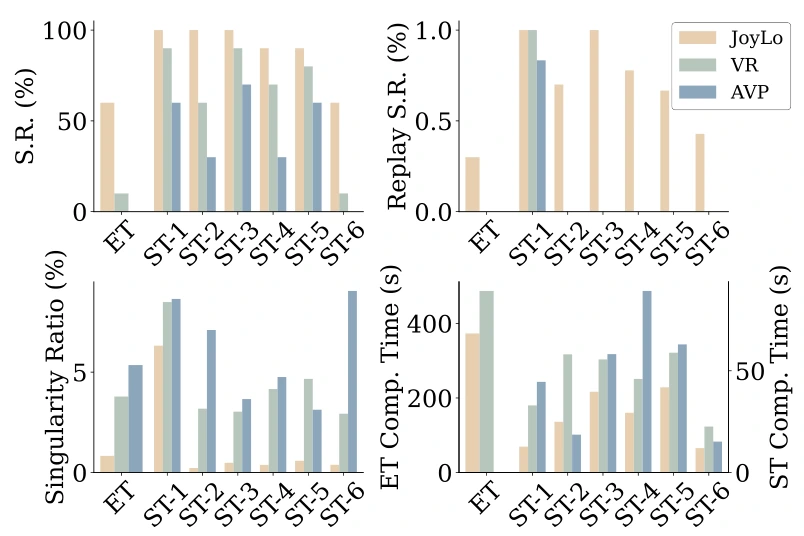 S.R. (%)
100
50
0
ET
ST-1
ST-2
ST-3
ST-4
ST-5
ST-6
Replay S.R. (%)
1.0
0.5
0.0
ET
ST-1
ST-2
ST-3
ST-4
ST-5
ST-6
JoyLo
VR
AVP
Singularity Ratio (%)
5
0
ET
ST-1
ST-2
ST-3
ST-4
ST-5
ST-6
ET Comp. Time (s)
400
200
0
ET
ST-1
ST-2
ST-3
ST-4
ST-5
ST-6
50
0
ST Comp. Time (s)